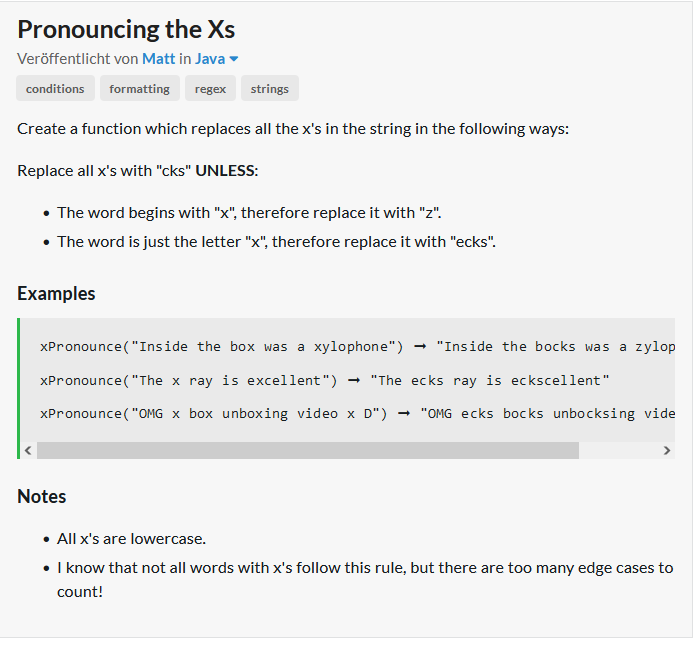 Pronouncing the Xs
Veröffentlicht von Matt in Java
conditions formatting regex strings
Create a function which replaces all the x's in the string in the following ways:
Replace all x's with "cks" UNLESS:
• The word begins with "x", therefore replace it with "z".
• The word is just the letter "x", therefore replace it with "ecks".
Examples
xPronounce("Inside the box was a xylophone") ➞ "Inside the bocks was a zylop
xPronounce("The x ray is excellent") ➞ "The ecks ray is eckscellent"
xPronounce("OMG x box unboxing video x D") ➞ "OMG ecks bocks unbocksing vide
Notes
• All x's are lowercase.
• I know that not all words with x's follow this rule, but there are too many edge cases to
count!